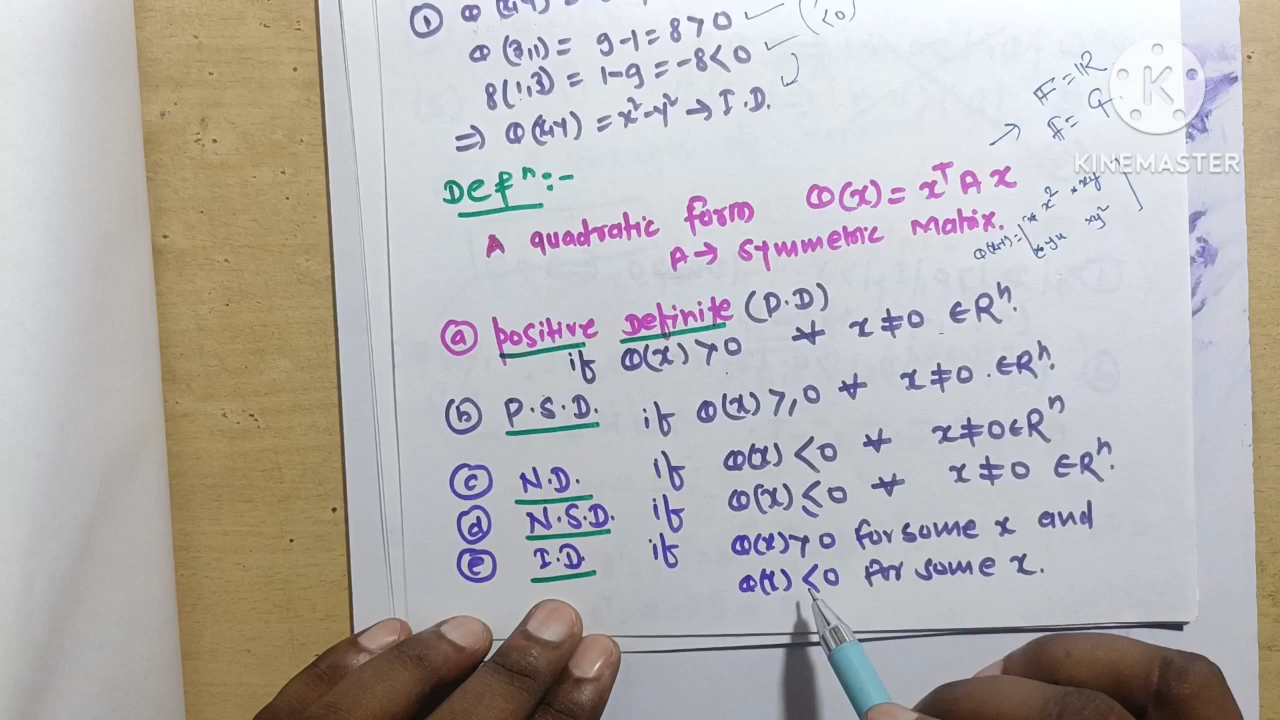 ① Q(x,y) =
Q(3,1) = 9-1 = 8 > 0 ✓
8(1,3) = 1-9 = -8 < 0 ✓
(<0)
⇒ Q(x,y) = x²-y² → I.D.
Defⁿ:-
A quadratic form Q(x) = xᵀAx
A → symmetric Matrix.
→ F = R
F = Q
K
KINEMASTER
ⓐ Positive Definite (P.D)
if Q(x) > 0 ∀ x ≠ 0 ∈ Rⁿ.
ⓑ P.S.D. if Q(x) ≥ 0 ∀ x ≠ 0 ∈ Rⁿ.
ⓒ N.D. if Q(x) < 0 ∀ x ≠ 0 ∈ Rⁿ
ⓓ N.S.D. if Q(x) ≤ 0 ∀ x ≠ 0 ∈ Rⁿ.
ⓔ I.D. if Q(x) > 0 for some x and
Q(x) < 0 for some x.